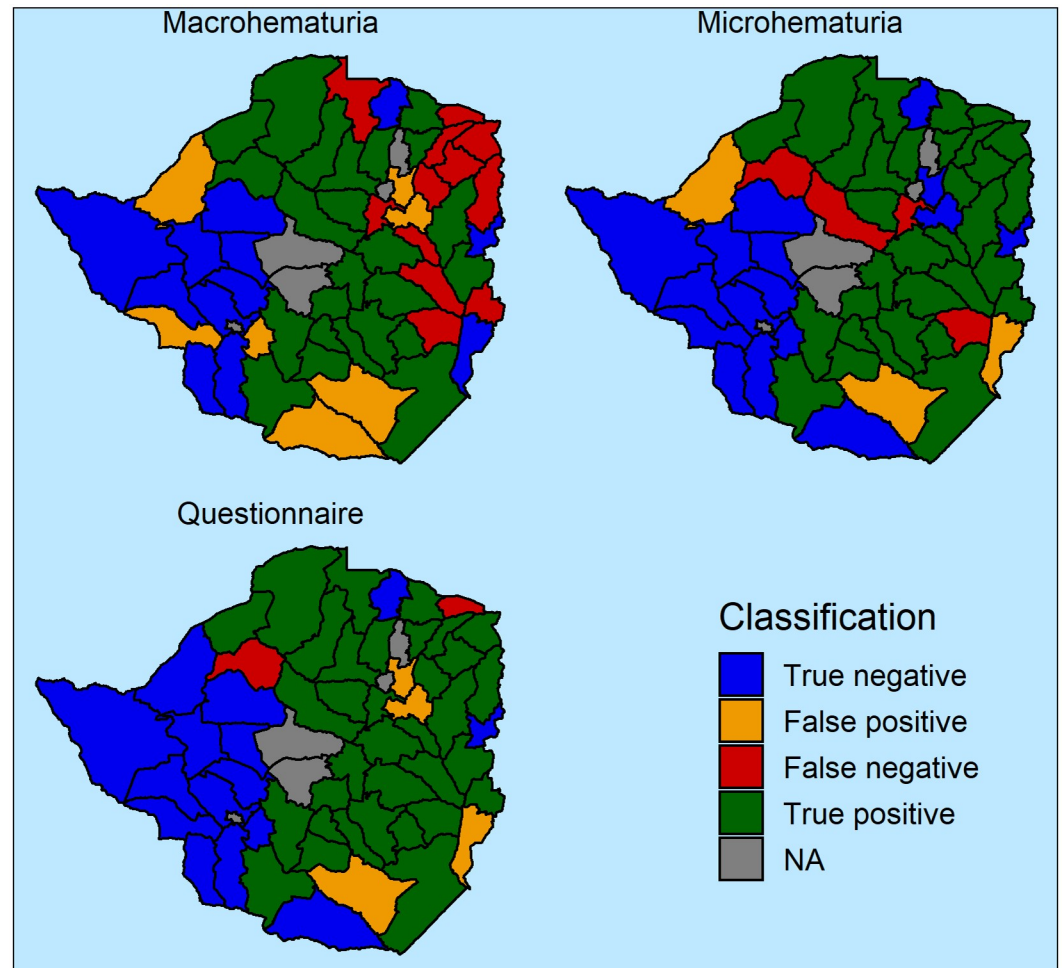 Macrohematuria
Microhematuria
Questionnaire
Classification
True negative
False positive
False negative
True positive
NA